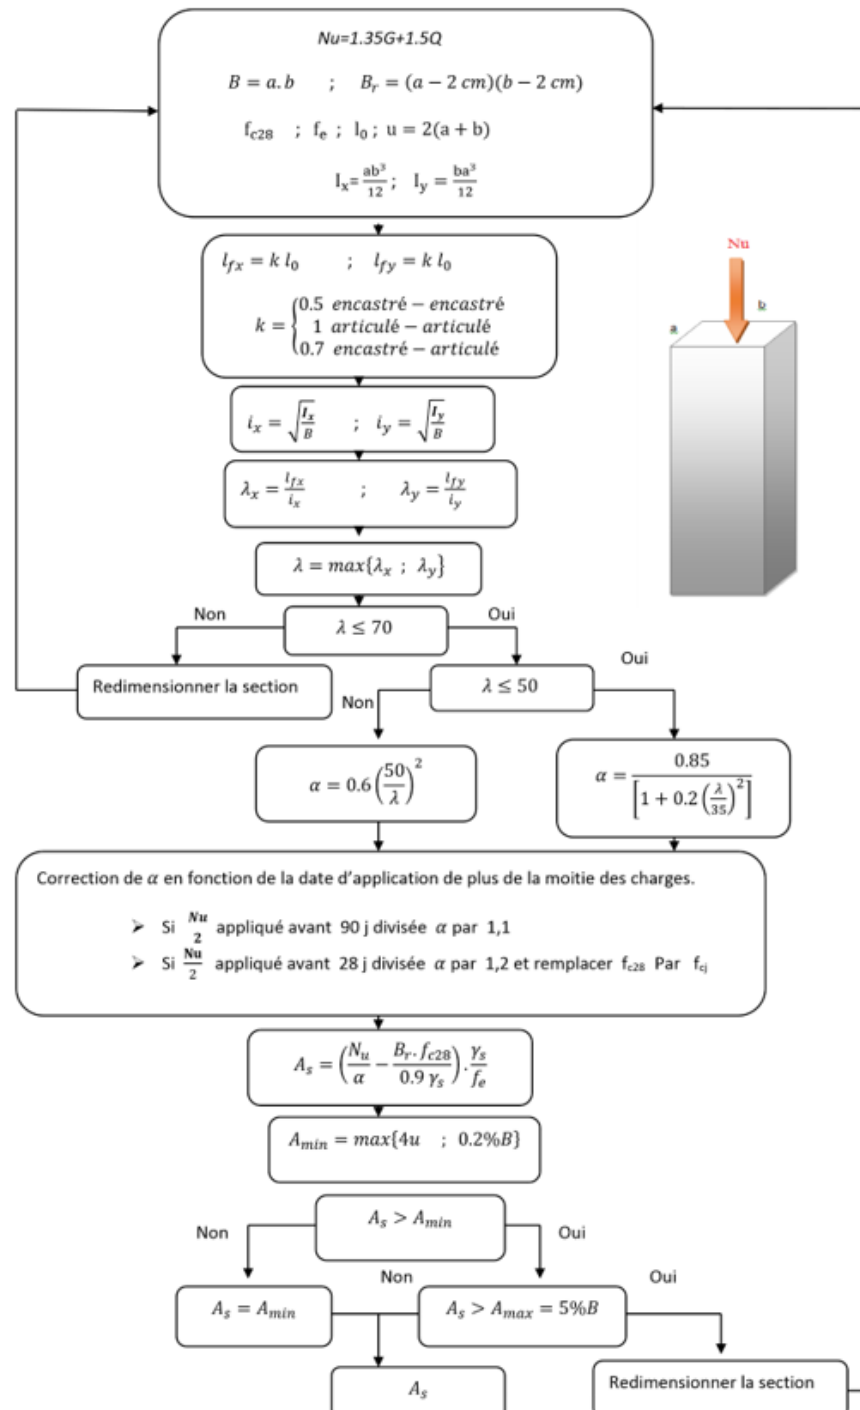 Nu=1.35G+1.5Q
B = a.b ; Bᵣ = (a − 2 cm)(b − 2 cm)
f_c28 ; f_e ; l_0 ; u = 2(a + b)
I_x= ab³/12 ; I_y = ba³/12
l_fx = k l_0 ; l_fy = k l_0
k = {0.5 encastré − encastré
1 articulé − articulé
0.7 encastré − articulé
i_x = √(I_x/B) ; i_y = √(I_y/B)
λ_x = l_fx/i_x ; λ_y = l_fy/i_y
λ = max{λ_x ; λ_y}
Nu
b
a
Non
Oui
λ ≤ 70
Oui
Redimensionner la section
λ ≤ 50
Non
α = 0.6 (50/λ)²
α = 0.85/[1 + 0.2 (λ/35)²]
Correction de α en fonction de la date d'application de plus de la moitie des charges.
➢ Si Nu/2 appliqué avant 90 j divisée α par 1,1
➢ Si Nu/2 appliqué avant 28 j divisée α par 1,2 et remplacer f_c28 Par f_cj
A_s = (N_u/α − B_r.f_c28/0.9 γ_s).γ_s/f_e
A_min = max{4u ; 0.2%B}
A_s > A_min
Non
Oui
Non
Oui
A_s = A_min
A_s > A_max = 5%B
A_s
Redimensionner la section